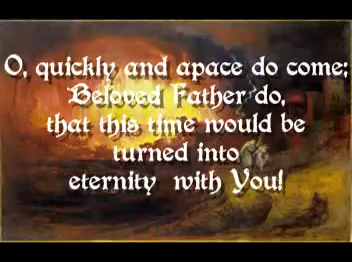 O, quickly and apace do come;
Beloved Father do,
that this time would be
turned into
eternity with You!